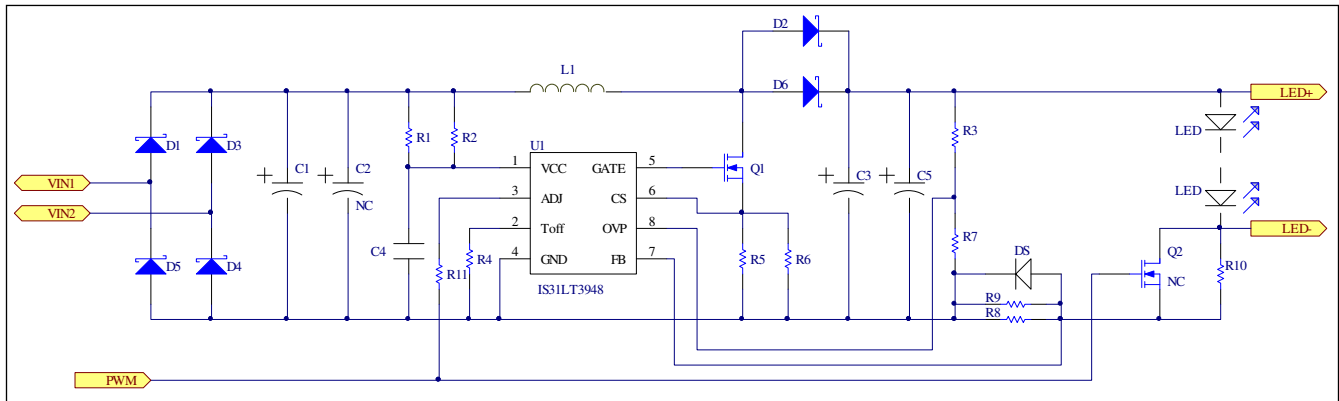 D2
L1
D6
LED+
D1
D3
R1
R2
U1
R3
LED
C1
C2
1
VCC
GATE
5
Q1
C3
C5
VIN1
NC
3
ADJ
CS
6
LED
VIN2
2
Toff
OVP
8
R7
LED-
C4
D5
D4
R11
R4
4
GND
FB
7
R5
R6
DS
Q2
R10
IS31LT3948
NC
R9
R8
PWM